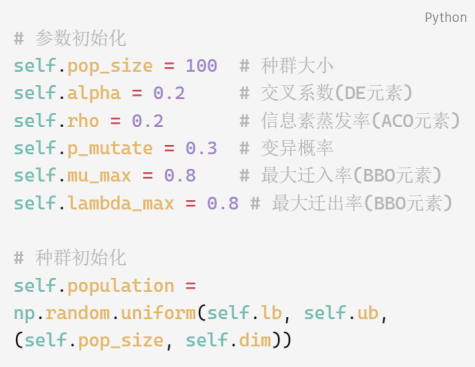 Python
# 参数初始化
self.pop_size = 100  # 种群大小
self.alpha = 0.2     # 交叉系数(DE元素)
self.rho = 0.2       # 信息素蒸发率(ACO元素)
self.p_mutate = 0.3  # 变异概率
self.mu_max = 0.8    # 最大迁入率(BBO元素)
self.lambda_max = 0.8 # 最大迁出率(BBO元素)
# 种群初始化
self.population =
np.random.uniform(self.lb, self.ub,
(self.pop_size, self.dim))